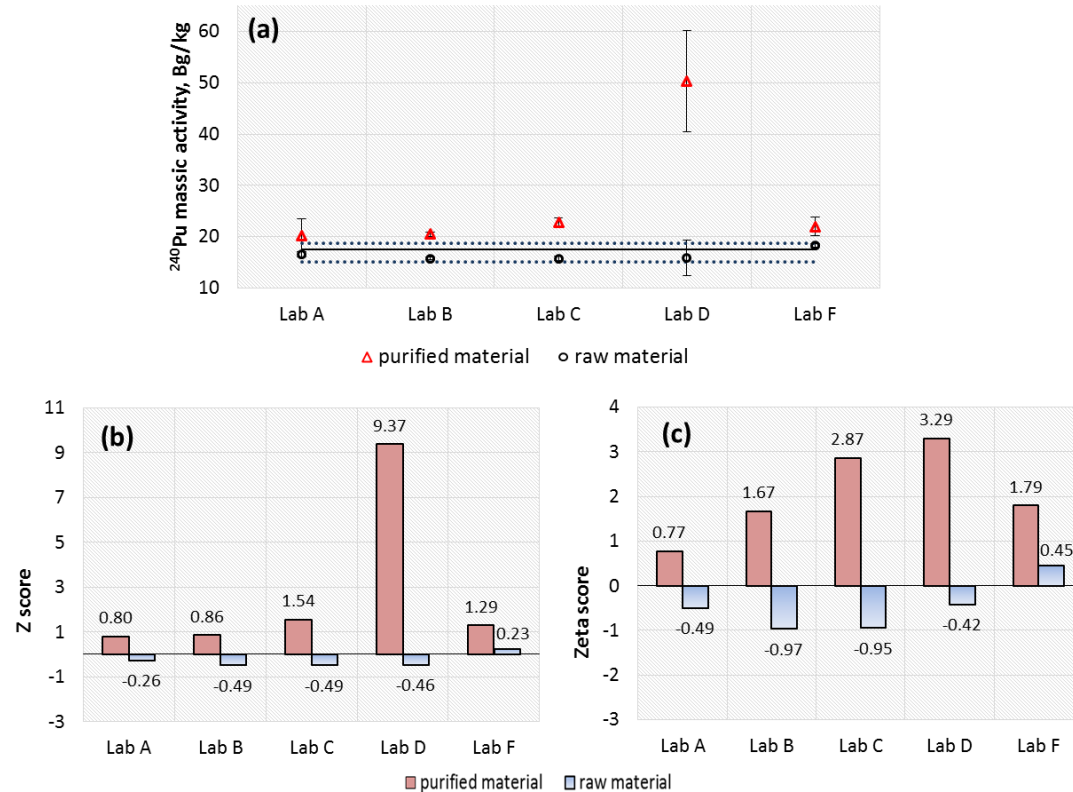 (a)
²⁴⁰Pu massic activity, Bg/kg
60
50
40
30
20
10
Lab A Lab B Lab C Lab D Lab F
purified material raw material
(b)
Z score
11
9
7
5
3
1
-1
-3
0.80 0.86 1.54 9.37 1.29 0.23
-0.26 -0.49 -0.49 -0.46
Lab A Lab B Lab C Lab D Lab F
(c)
Zeta score
4
3
2
1
0
-1
-2
-3
0.77 1.67 2.87 3.29 1.79 0.45
-0.49 -0.97 -0.95 -0.42
Lab A Lab B Lab C Lab D Lab F
purified material raw material